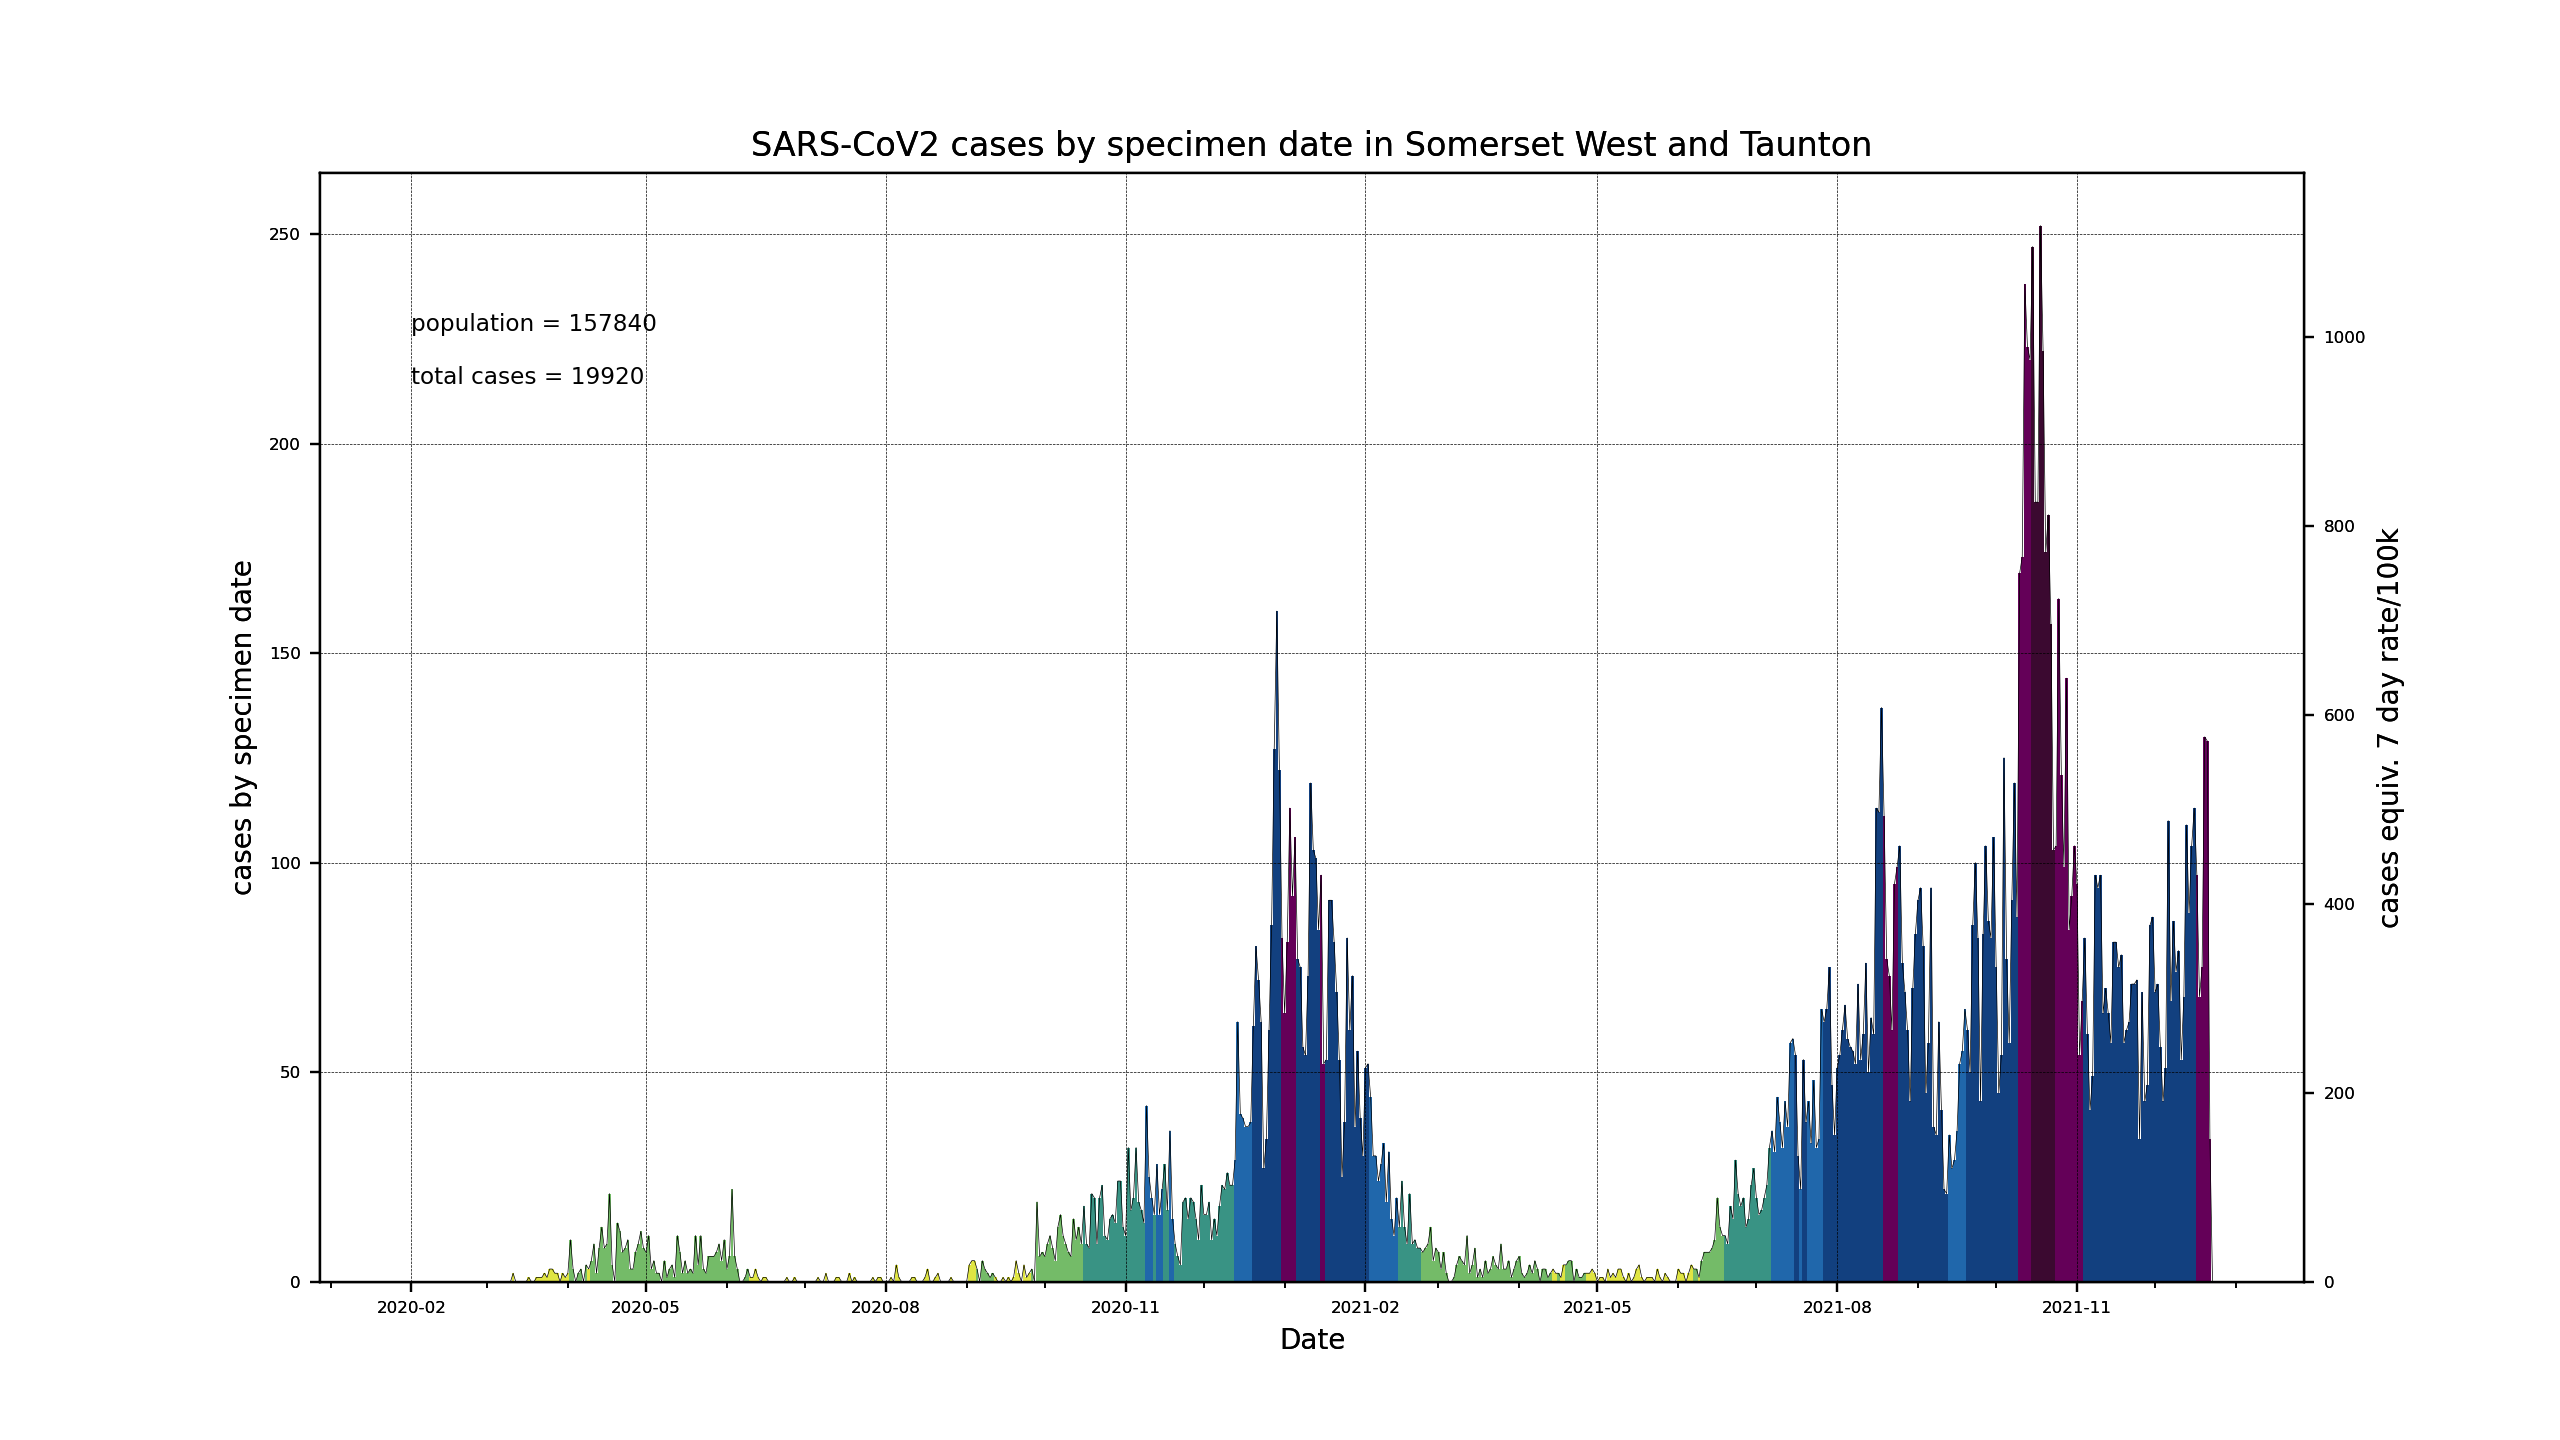 SARS-CoV2 cases by specimen date in Somerset West and Taunton
cases by specimen date
250
200
150
100
50
0
population = 157840
total cases = 19920
1000
800
600
400
200
0
cases equiv. 7 day rate/100k
2020-02 2020-05 2020-08 2020-11 2021-02 2021-05 2021-08 2021-11
Date